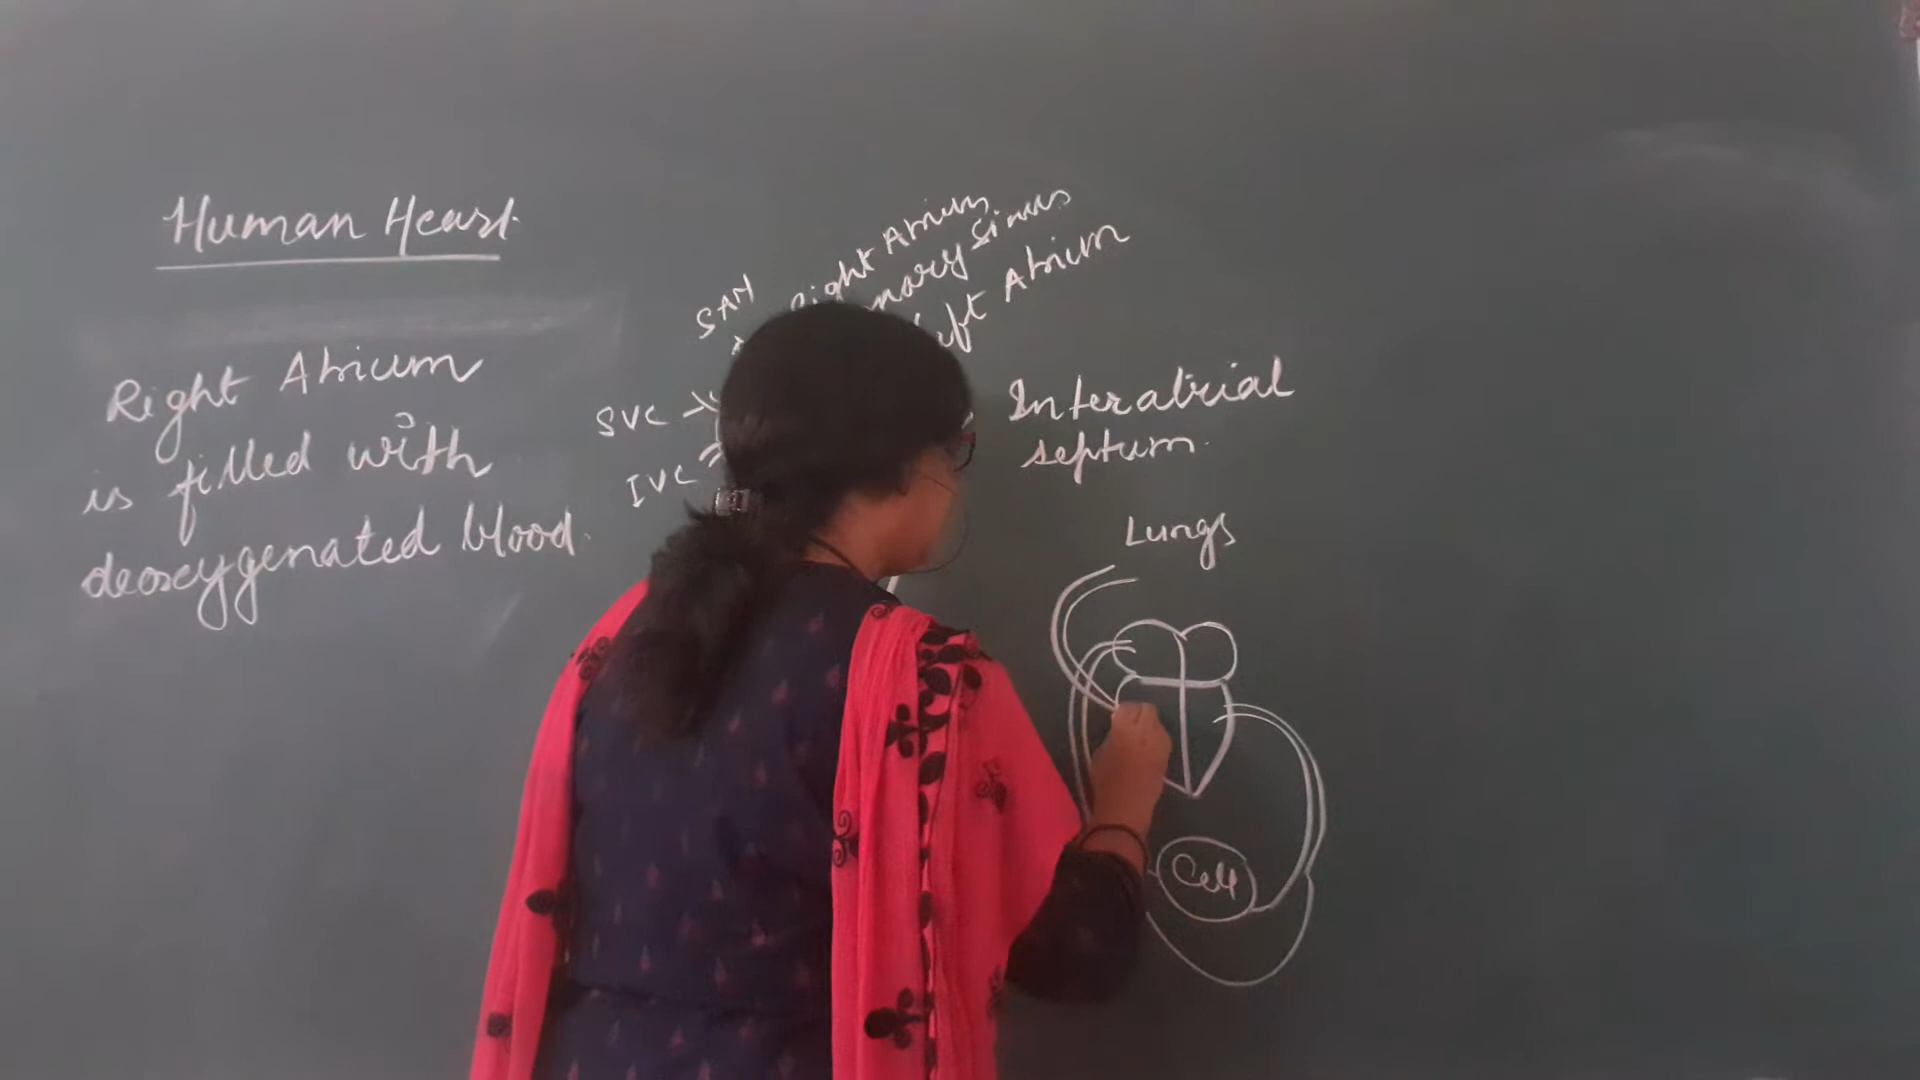 Human Heart
Right Atrium
is filled with
deoxygenated blood.
SAN
Right Atrium
Sinus
Left Atrium
SVC
IVC
Interatrial
septum.
Lungs
Cell